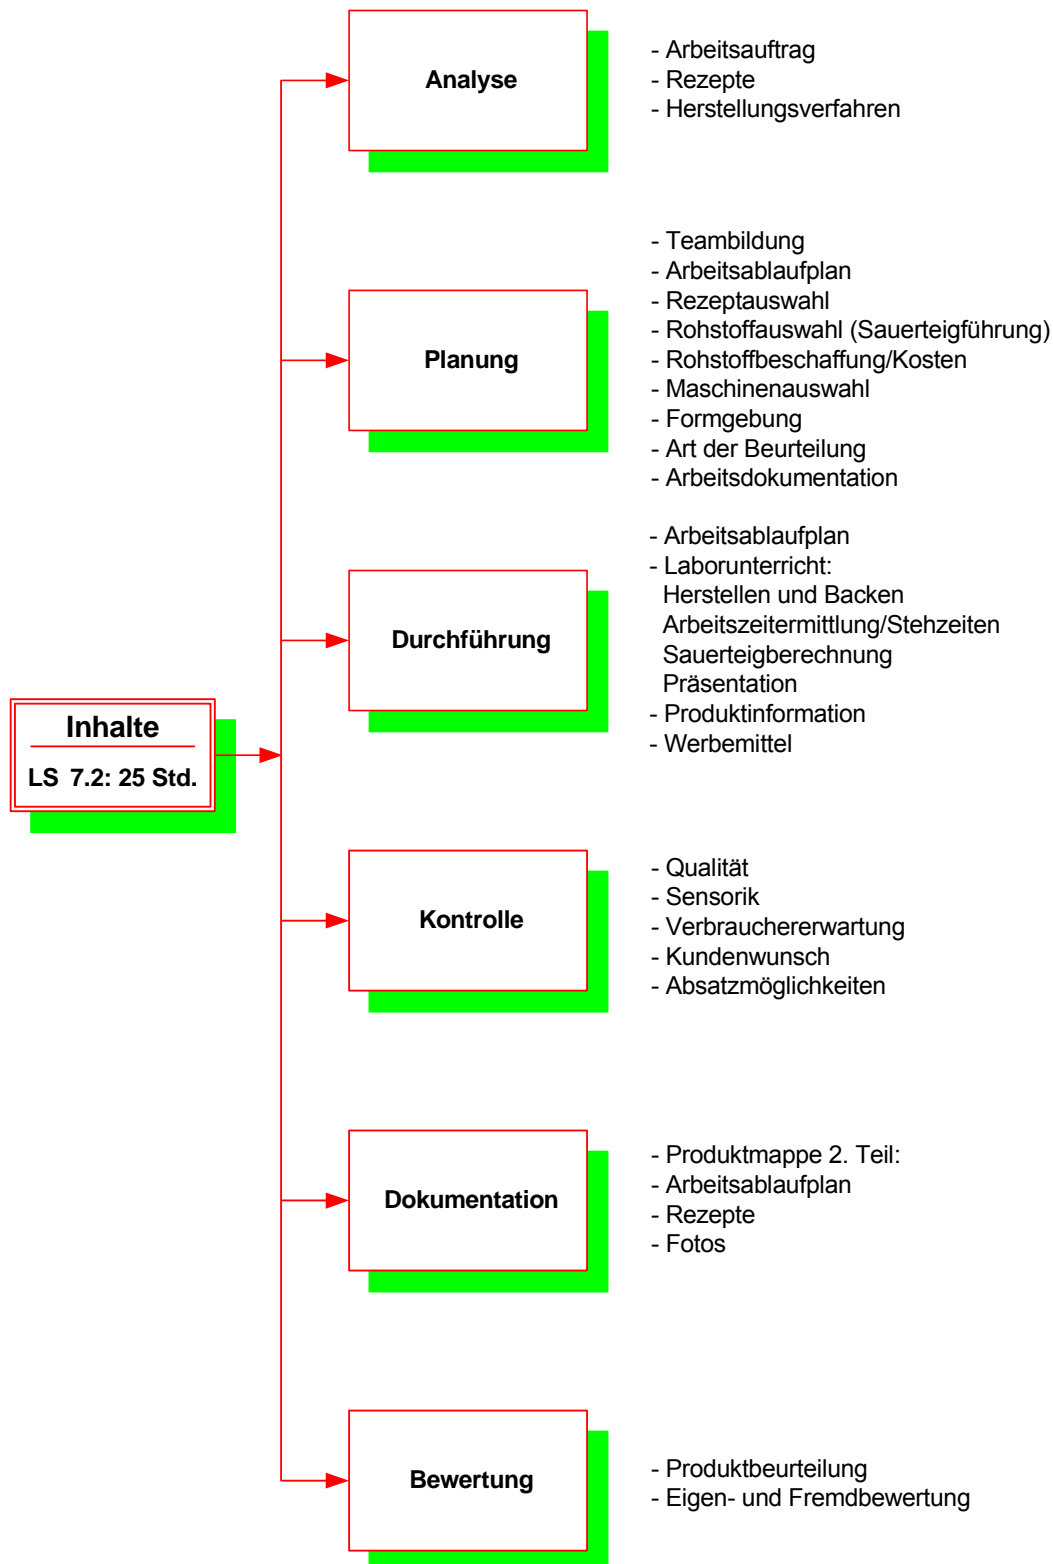 Analyse
- Arbeitsauftrag
- Rezepte
- Herstellungsverfahren
Planung
- Teambildung
- Arbeitsablaufplan
- Rezeptauswahl
- Rohstoffauswahl (Sauerteigführung)
- Rohstoffbeschaffung/Kosten
- Maschinenauswahl
- Formgebung
- Art der Beurteilung
- Arbeitsdokumentation
Durchführung
- Arbeitsablaufplan
- Laborunterricht:
Herstellen und Backen
Arbeitszeitermittlung/Stehzeiten
Sauerteigberechnung
Präsentation
- Produktinformation
- Werbemittel
Inhalte
LS 7.2: 25 Std.
Kontrolle
- Qualität
- Sensorik
- Verbrauchererwartung
- Kundenwunsch
- Absatzmöglichkeiten
Dokumentation
- Produktmappe 2. Teil:
- Arbeitsablaufplan
- Rezepte
- Fotos
Bewertung
- Produktbeurteilung
- Eigen- und Fremdbewertung